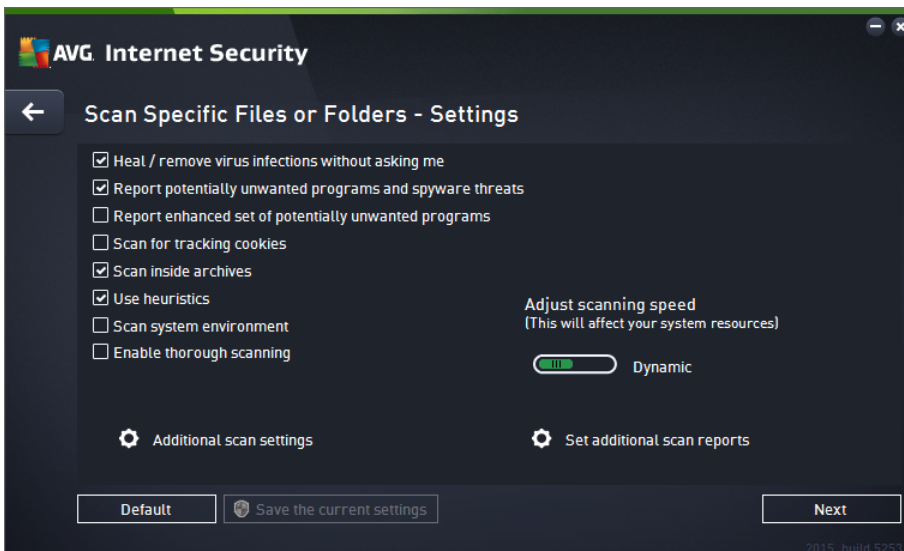 AVG. Internet Security
Scan Specific Files or Folders - Settings
Heal / remove virus infections without asking me
Report potentially unwanted programs and spyware threats
Report enhanced set of potentially unwanted programs
Scan for tracking cookies
Scan inside archives
Use heuristics
Scan system environment
Enable thorough scanning
Adjust scanning speed
(This will affect your system resources)
Dynamic
Additional scan settings
Set additional scan reports
Default
Save the current settings
Next
2015, build 5253